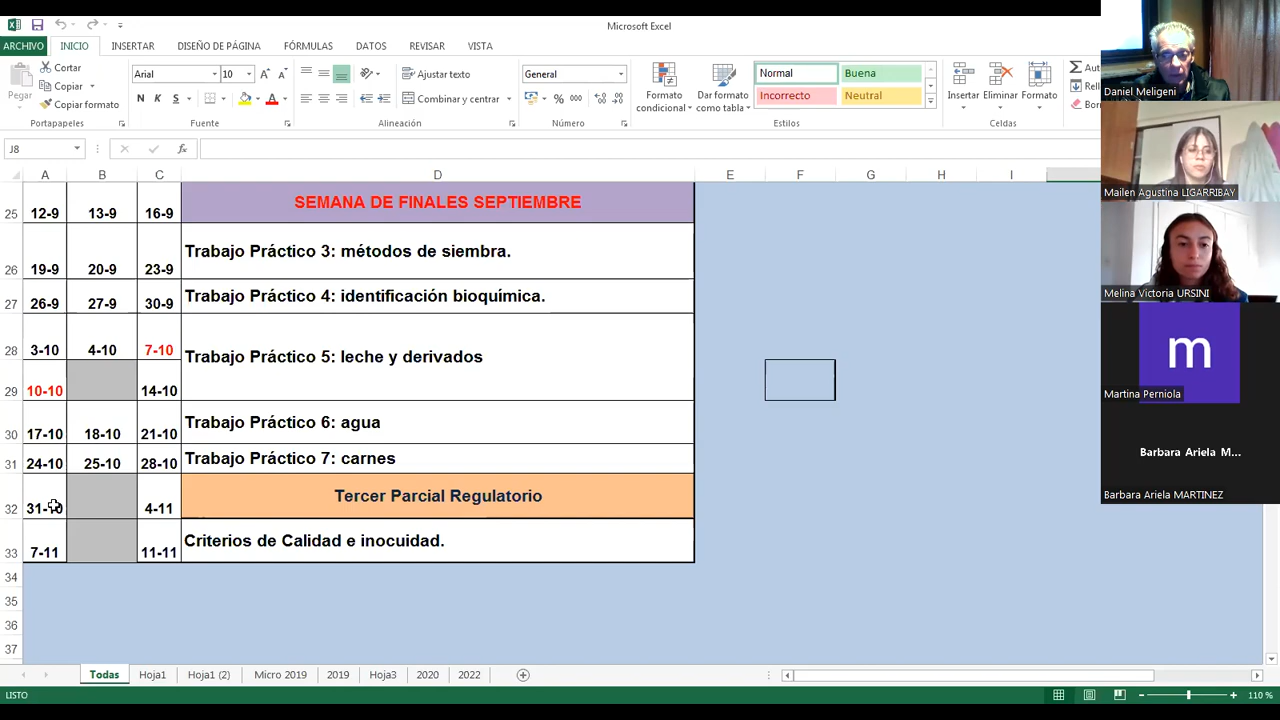 Microsoft Excel
ARCHIVO INICIO INSERTAR DISEÑO DE PÁGINA FÓRMULAS DATOS REVISAR VISTA
Pegar
Cortar
Copiar
Copiar formato
Portapapeles
Arial 10
N K S
Fuente
Ajustar texto
Combinar y centrar
Alineación
General
% 000
Número
Formato condicional
Dar formato como tabla
Normal Buena
Incorrecto Neutral
Estilos
Insertar Eliminar Formato
Celdas
J8
A B C D E F G H I
25 12-9 13-9 16-9 SEMANA DE FINALES SEPTIEMBRE
26 19-9 20-9 23-9 Trabajo Práctico 3: métodos de siembra.
27 26-9 27-9 30-9 Trabajo Práctico 4: identificación bioquímica.
28 3-10 4-10 7-10 Trabajo Práctico 5: leche y derivados
29 10-10 14-10
30 17-10 18-10 21-10 Trabajo Práctico 6: agua
31 24-10 25-10 28-10 Trabajo Práctico 7: carnes
32 31-10 4-11 Tercer Parcial Regulatorio
33 7-11 11-11 Criterios de Calidad e inocuidad.
34
35
36
37
Todas Hoja1 Hoja1 (2) Micro 2019 2019 Hoja3 2020 2022
LISTO
110 %
Daniel Meligeni
Mailen Agustina LIGARRIBAY
Melina Victoria URSINI
m
Martina Perniola
Barbara Ariela M...
Barbara Ariela MARTINEZ